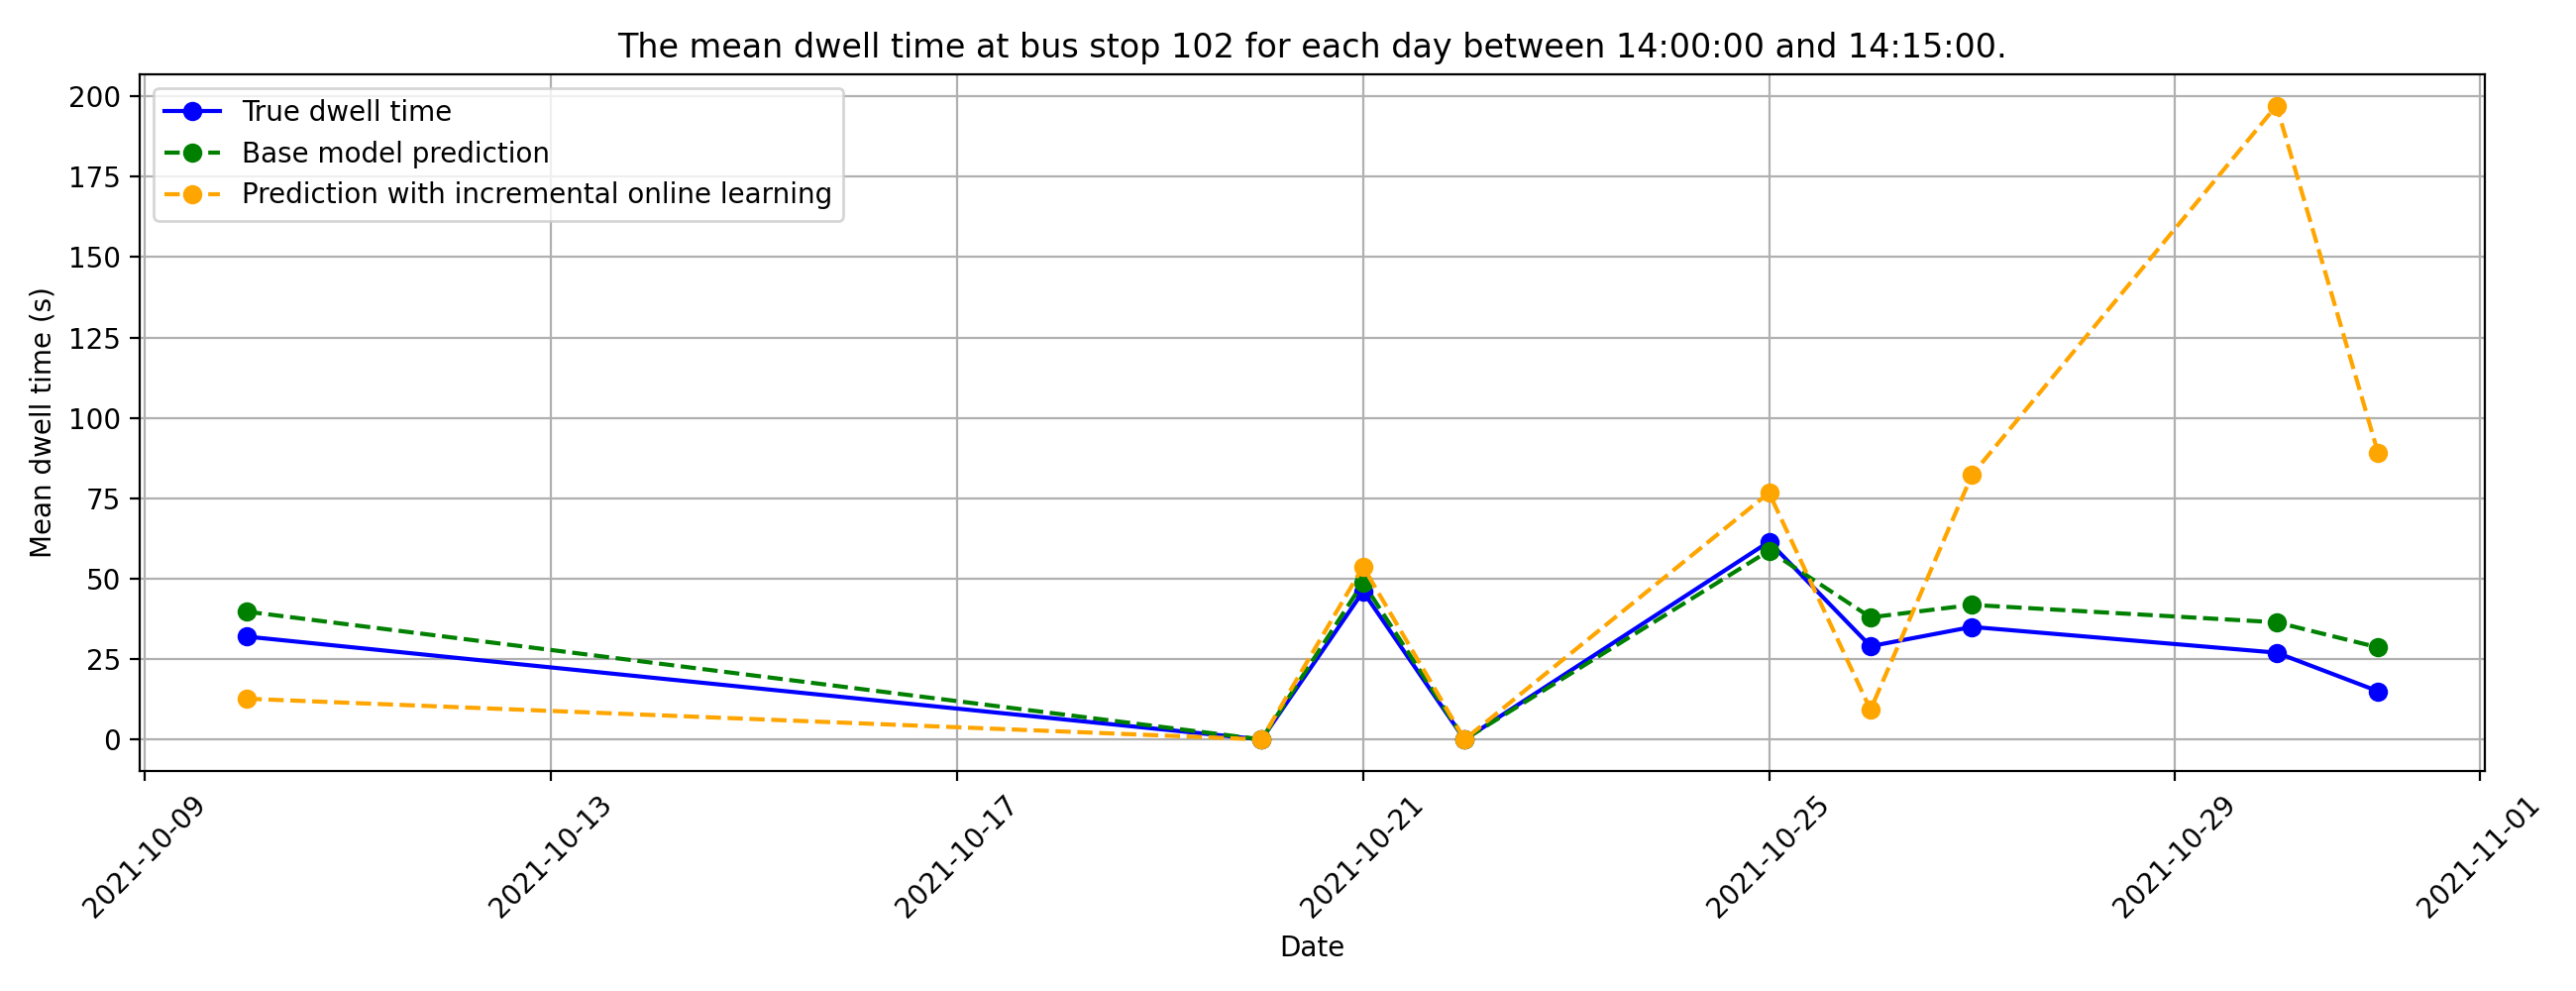 The mean dwell time at bus stop 102 for each day between 14:00:00 and 14:15:00.
True dwell time
Base model prediction
Prediction with incremental online learning
Mean dwell time (s)
200
175
150
125
100
75
50
25
0
2021-10-09
2021-10-13
2021-10-17
2021-10-21
2021-10-25
2021-10-29
2021-11-01
Date